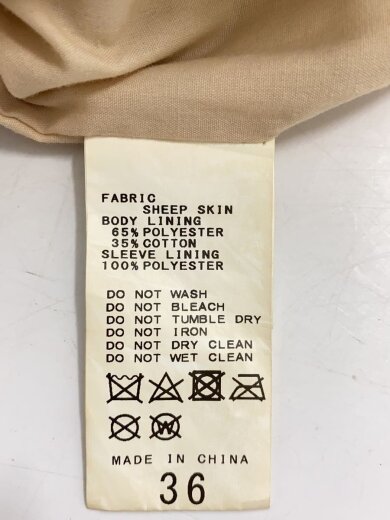 FABRIC
SHEEP SKIN
BODY LINING
65% POLYESTER
35% COTTON
SLEEVE LINING
100% POLYESTER
DO NOT WASH
DO NOT BLEACH
DO NOT TUMBLE DRY
DO NOT IRON
DO NOT DRY CLEAN
DO NOT WET CLEAN
W
MADE IN CHINA
36